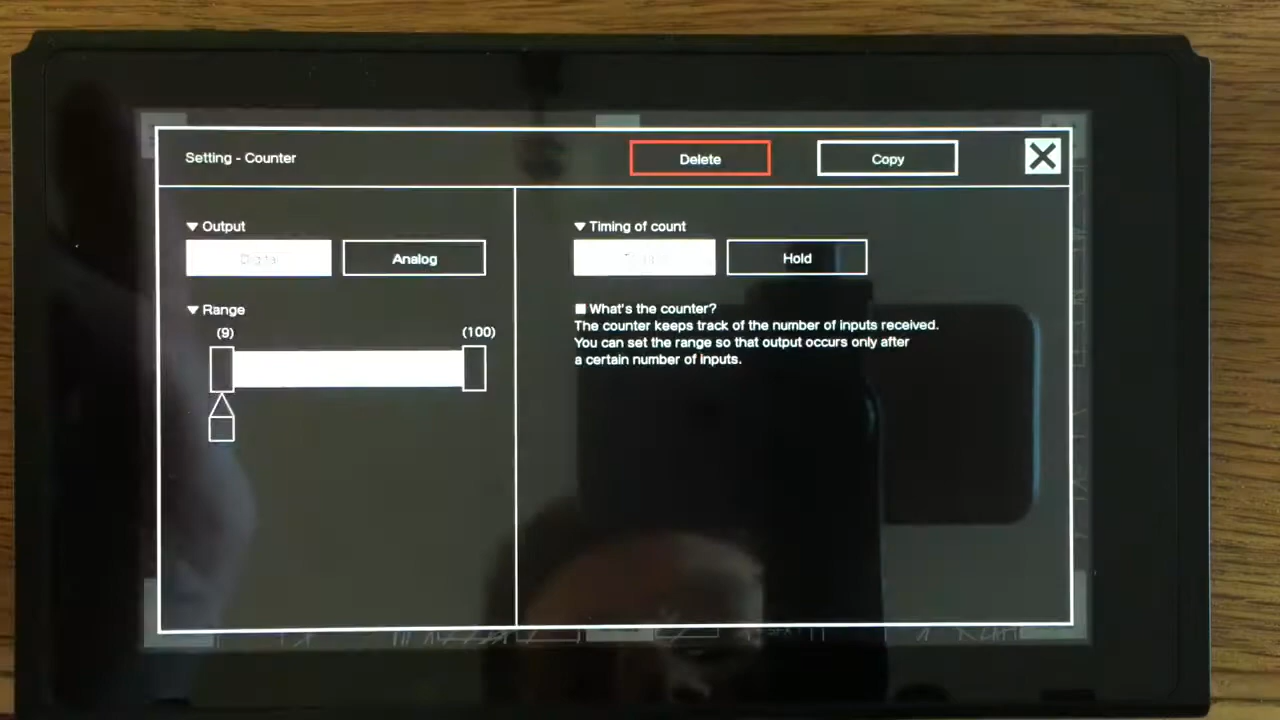 Setting - Counter
Delete
Copy
▼ Output
Digital
Analog
▼ Range
(9)
(100)
▼ Timing of count
Hold
■ What's the counter?
The counter keeps track of the number of inputs received.
You can set the range so that output occurs only after
a certain number of inputs.